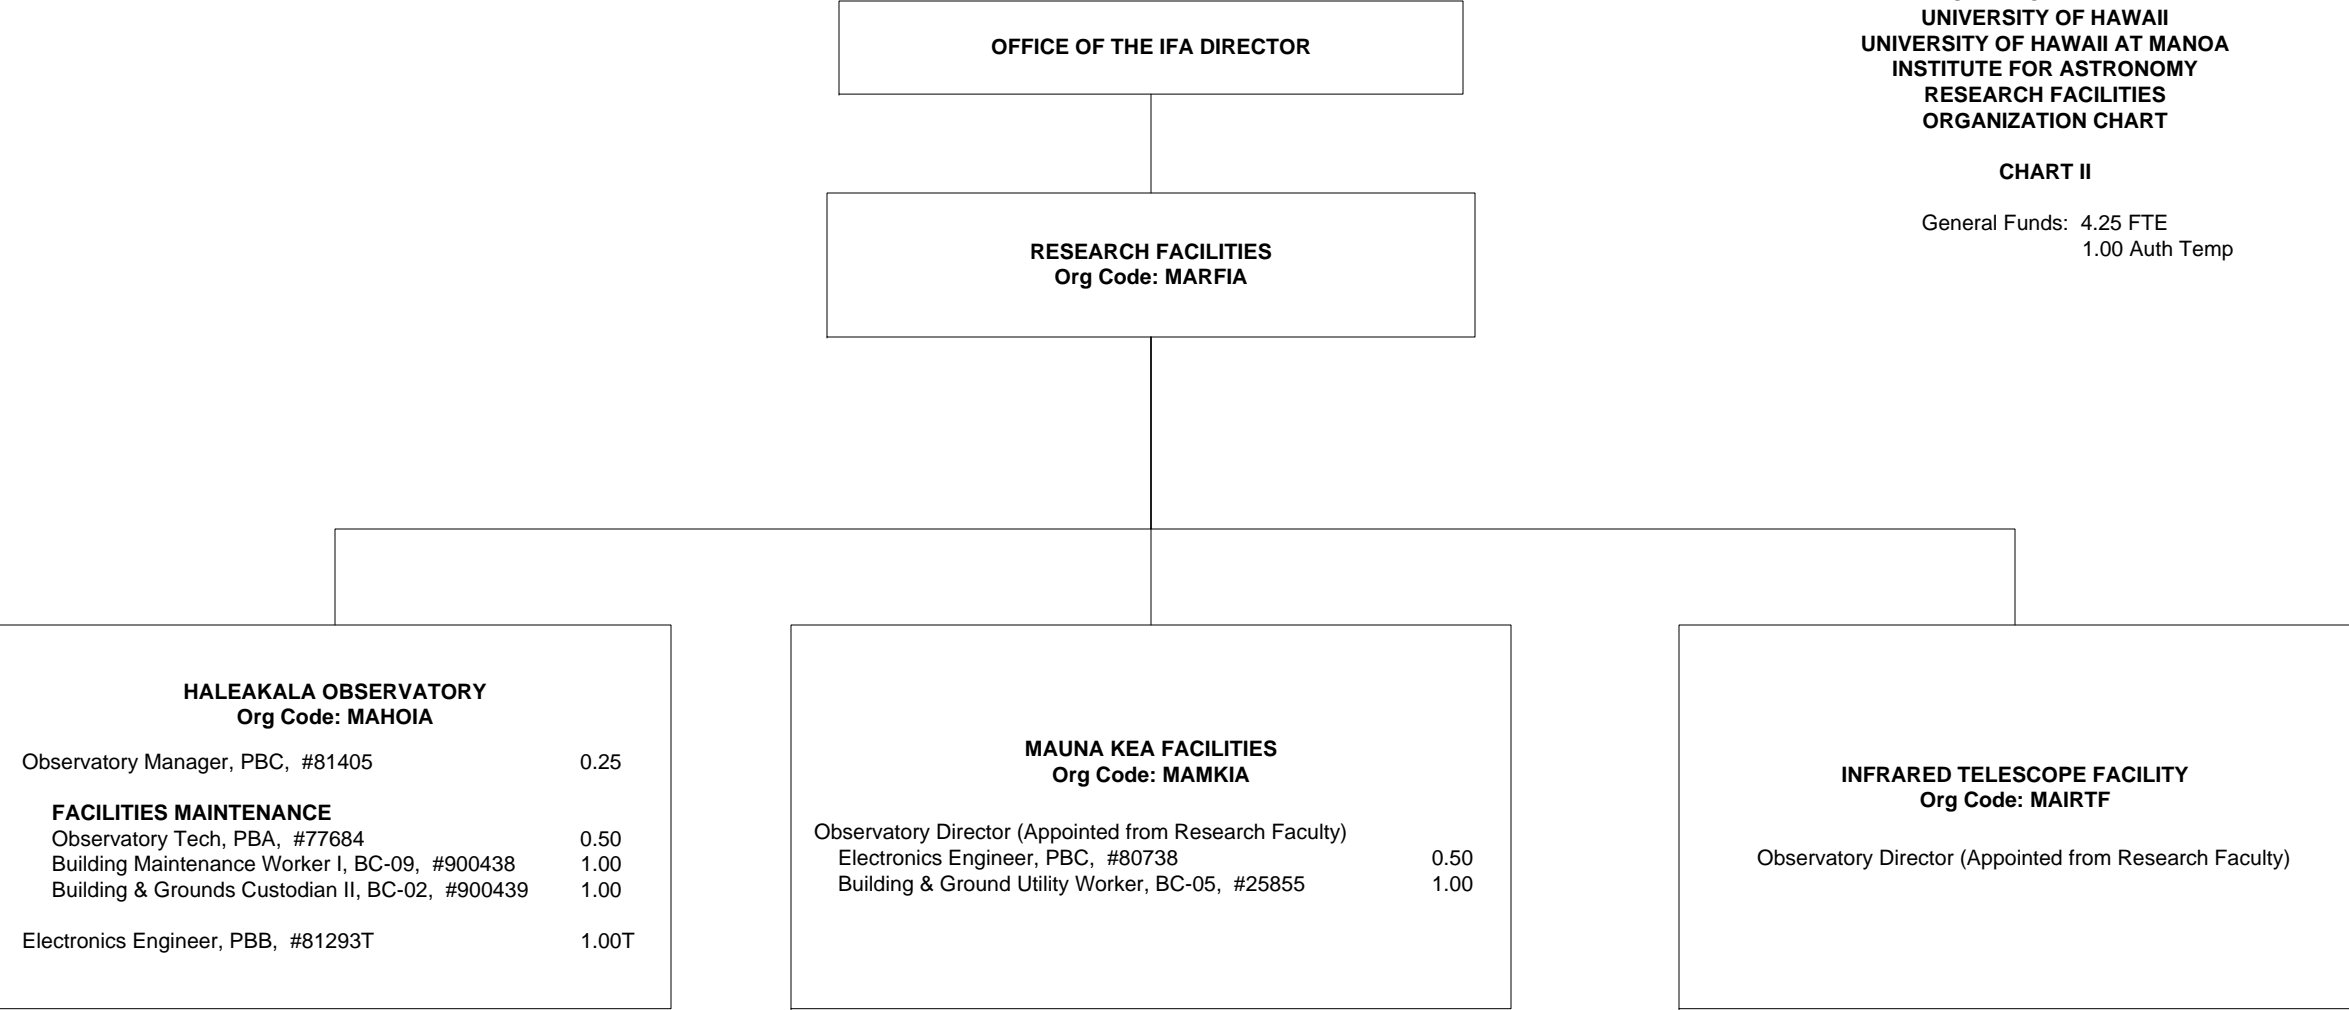 OFFICE OF THE IFA DIRECTOR
UNIVERSITY OF HAWAII
UNIVERSITY OF HAWAII AT MANOA
INSTITUTE FOR ASTRONOMY
RESEARCH FACILITIES
ORGANIZATION CHART
CHART II
General Funds: 4.25 FTE
1.00 Auth Temp
RESEARCH FACILITIES
Org Code: MARFIA
HALEAKALA OBSERVATORY
Org Code: MAHOIA
Observatory Manager, PBC, #81405 0.25
FACILITIES MAINTENANCE
Observatory Tech, PBA, #77684 0.50
Building Maintenance Worker I, BC-09, #900438 1.00
Building & Grounds Custodian II, BC-02, #900439 1.00
Electronics Engineer, PBB, #81293T 1.00T
MAUNA KEA FACILITIES
Org Code: MAMKIA
Observatory Director (Appointed from Research Faculty)
Electronics Engineer, PBC, #80738 0.50
Building & Ground Utility Worker, BC-05, #25855 1.00
INFRARED TELESCOPE FACILITY
Org Code: MAIRTF
Observatory Director (Appointed from Research Faculty)